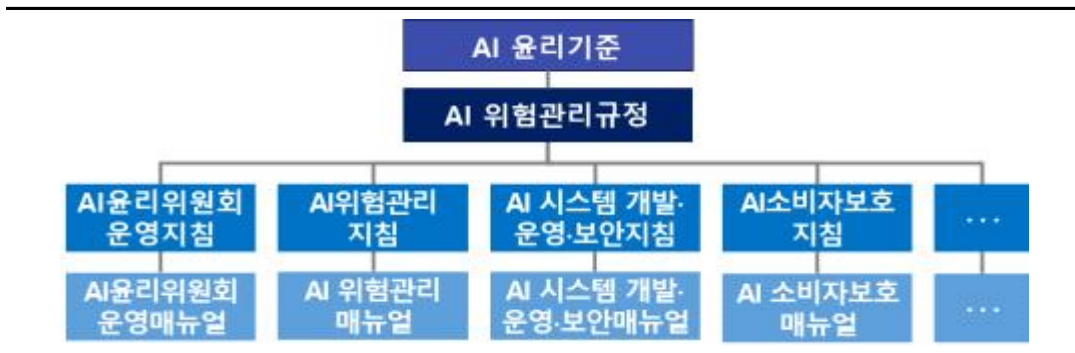 AI 윤리기준
AI 위험관리규정
AI윤리위원회
운영지침
AI위험관리
지침
AI 시스템 개발·
운영·보안지침
AI소비자보호
지침
...
AI윤리위원회
운영매뉴얼
AI 위험관리
매뉴얼
AI 시스템 개발·
운영·보안매뉴얼
AI 소비자보호
매뉴얼
...